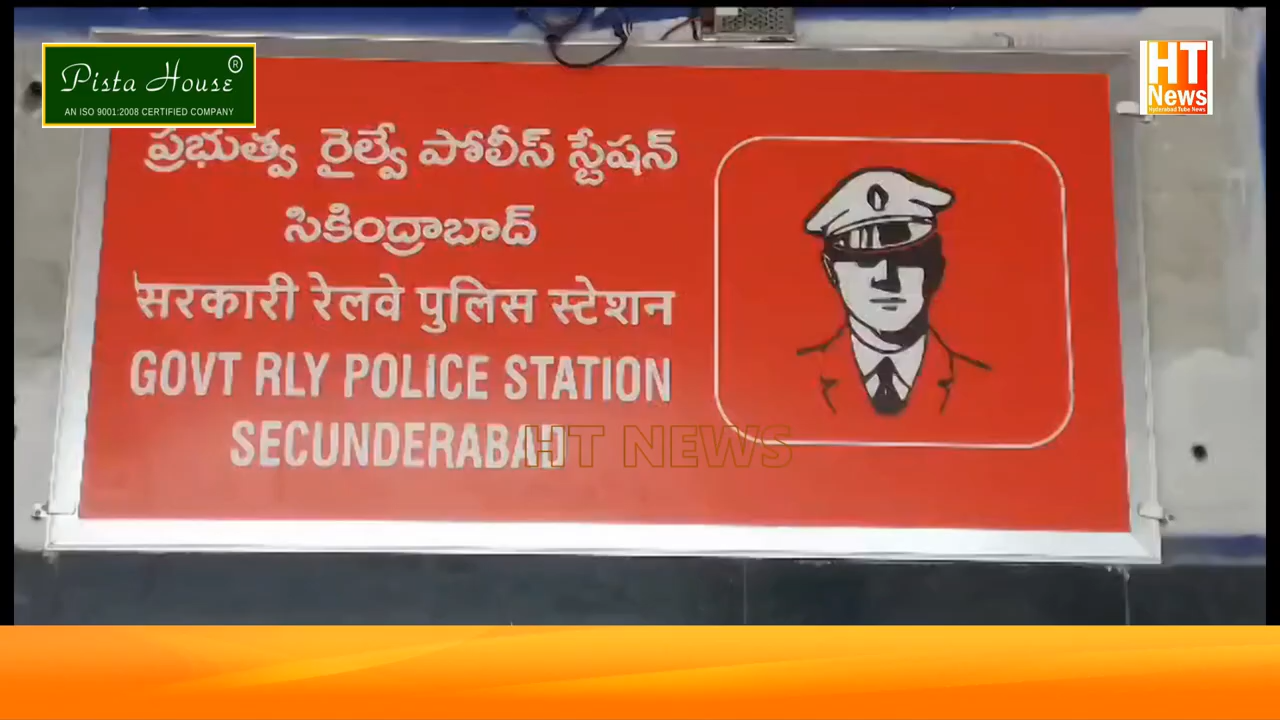 Pista House ®
AN ISO 9001:2008 CERTIFIED COMPANY
HT
News
Hyderabad Tube News
ప్రభుత్వ రైల్వే పోలీస్ స్టేషన్
సికింద్రాబాద్
सरकारी रेलवे पुलिस स्टेशन
GOVT RLY POLICE STATION
SECUNDERABAD
HT NEWS